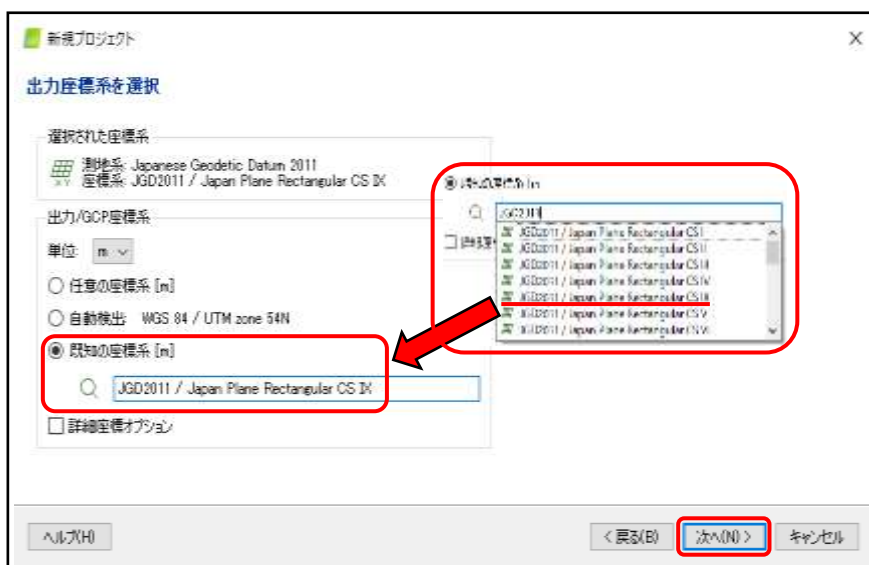 新規プロジェクト
出力座標系を選択
選択された座標系
測地系: Japanese Geodetic Datum 2011
座標系: JGD2011 / Japan Plane Rectangular CS IX
出力/GCP座標系
単位: m
任意の座標系 [m]
自動検出: WGS 84 / UTM zone 54N
既知の座標系 [m]
JGD2011 / Japan Plane Rectangular CS IX
詳細座標オプション
既知の座標系 [m]
JGD2011
JGD2011 / Japan Plane Rectangular CS I
JGD2011 / Japan Plane Rectangular CS II
JGD2011 / Japan Plane Rectangular CS III
JGD2011 / Japan Plane Rectangular CS IV
JGD2011 / Japan Plane Rectangular CS IX
JGD2011 / Japan Plane Rectangular CS V
JGD2011 / Japan Plane Rectangular CS VI
ヘルプ(H)
< 戻る(B)
次へ(N) >
キャンセル